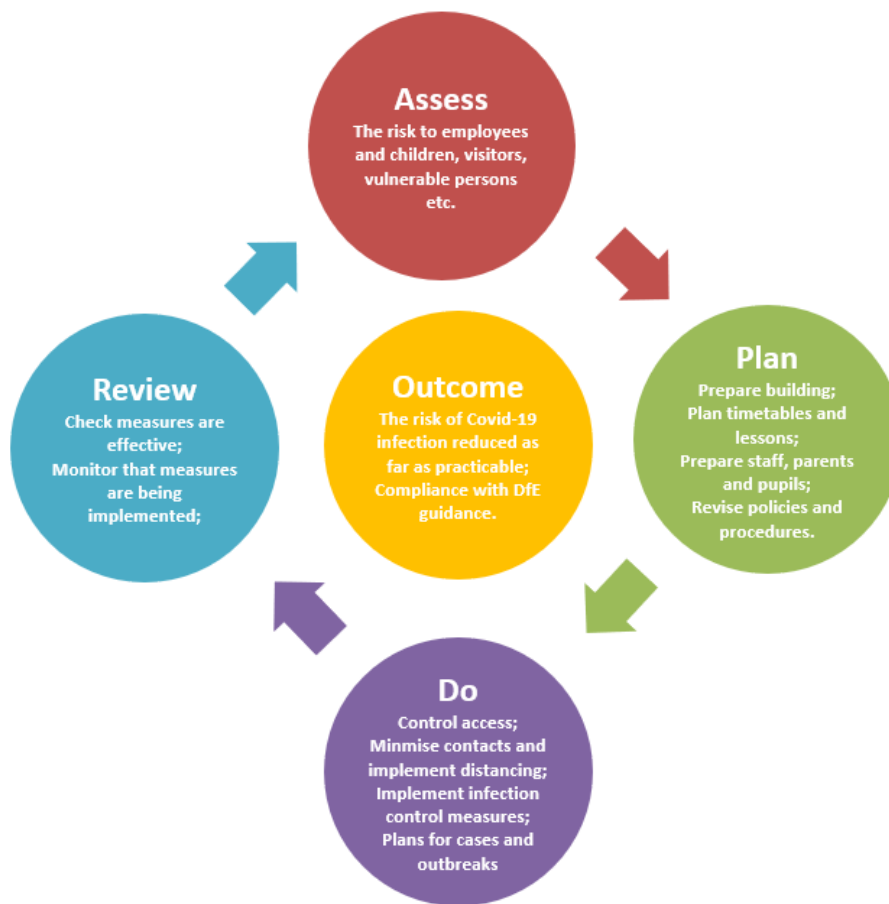 Assess
The risk to employees
and children, visitors,
vulnerable persons
etc.
Plan
Prepare building;
Plan timetables and
lessons;
Prepare staff, parents
and pupils;
Revise policies and
procedures.
Do
Control access;
Minmise contacts and
implement distancing;
Implement infection
control measures;
Plans for cases and
outbreaks
Review
Check measures are
effective;
Monitor that measures
are being
implemented;
Outcome
The risk of Covid-19
infection reduced as
far as practicable;
Compliance with DfE
guidance.